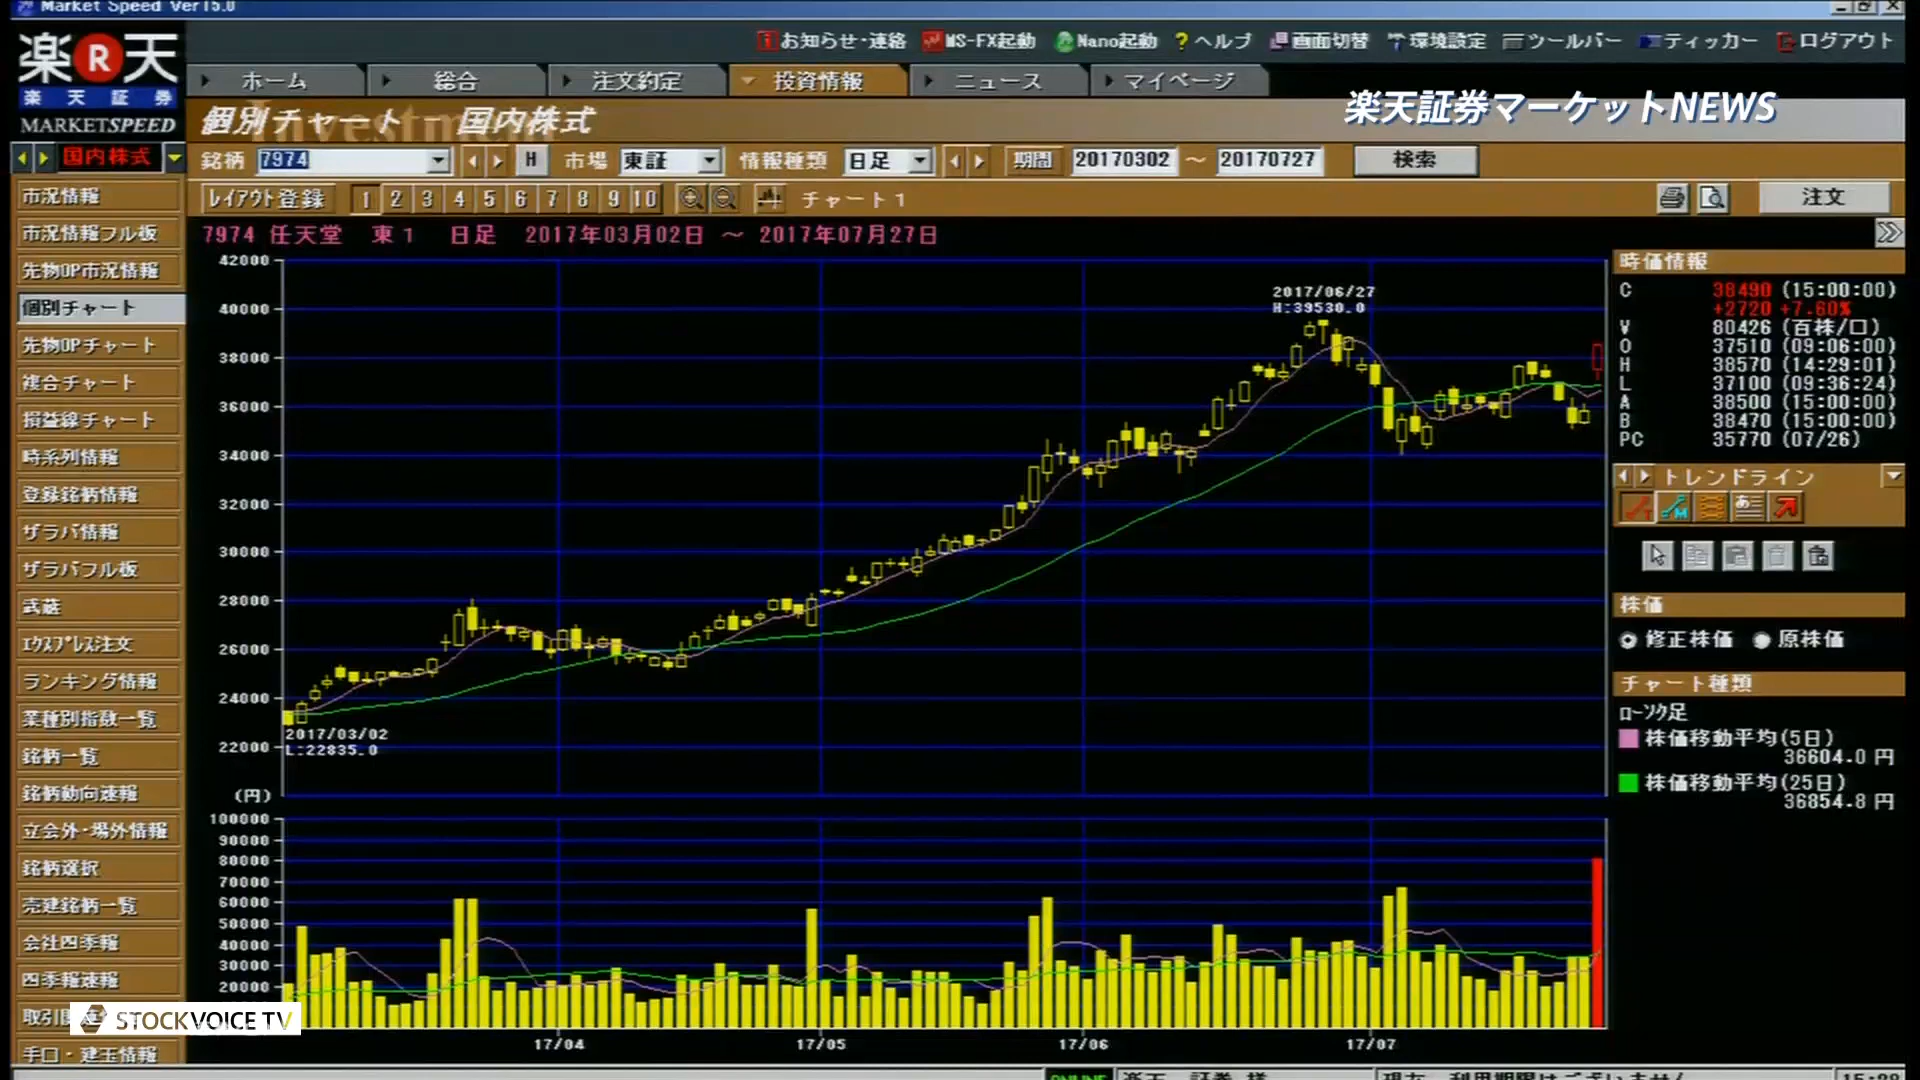 Market Speed Ver15.0
お知らせ・連絡 MS-FX起動 Nano起動 ? ヘルプ 画面切替 環境設定 ツールバー ティッカー ログアウト
楽R天
楽天証券
MARKETSPEED
ホーム 総合 注文約定 投資情報 ニュース マイページ
個別チャート - 国内株式
楽天証券マーケットNEWS
国内株式
銘柄 7974 H 市場 東証 情報種類 日足 期間 20170302 ～ 20170727 検索
レイアウト登録 1 2 3 4 5 6 7 8 9 10 チャート1 注文
7974 任天堂 東1 日足 2017年03月02日 ～ 2017年07月27日
市況情報
市況情報フル板
先物OP市況情報
個別チャート
先物OPチャート
複合チャート
損益線チャート
時系列情報
登録銘柄情報
ザラバ情報
ザラバフル板
武蔵
エクスプレス注文
ランキング情報
業種別指数一覧
銘柄一覧
銘柄動向速報
立会外・場外情報
銘柄選択
売建銘柄一覧
会社四季報
四季報速報
取引
手口・建玉情報
42000
40000
38000
36000
34000
32000
30000
28000
26000
24000
22000
(円)
2017/06/27
H:39530.0
2017/03/02
L:22835.0
100000
90000
80000
70000
60000
50000
40000
30000
20000
17/04 17/05 17/06 17/07
時価情報
C 38490 (15:00:00)
+2720 +7.60%
V 80426 (百株/口)
O 37510 (09:06:00)
H 38570 (14:29:01)
L 37100 (09:36:24)
A 38500 (15:00:00)
B 38470 (15:00:00)
PC 35770 (07/26)
トレンドライン
株価
修正株価 原株価
チャート種類
ローソク足
株価移動平均(5日)
36604.0 円
株価移動平均(25日)
36854.8 円
STOCKVOICE TV
ONLINE